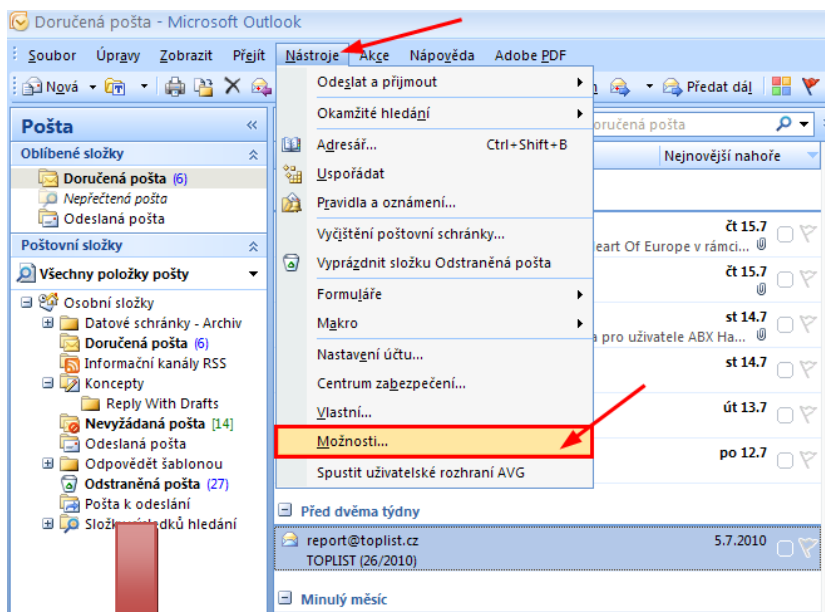 Doručená pošta - Microsoft Outlook
Soubor Úpravy Zobrazit Přejít Nástroje Akce Nápověda Adobe PDF
Nová Předat dál
Pošta
Oblíbené složky
Doručená pošta (6)
Nepřečtená pošta
Odeslaná pošta
Poštovní složky
Všechny položky pošty
Osobní složky
Datové schránky - Archiv
Doručená pošta (6)
Informační kanály RSS
Koncepty
Reply With Drafts
Nevyžádaná pošta [14]
Odeslaná pošta
Odpovědět šablonou
Odstraněná pošta (27)
Pošta k odeslání
hledání
Odeslat a přijmout
Okamžité hledání
Adresář... Ctrl+Shift+B
Uspořádat
Pravidla a oznámení...
Vyčištění poštovní schránky...
Vyprázdnit složku Odstraněná pošta
Formuláře
Makro
Nastavení účtu...
Centrum zabezpečení...
Vlastní...
Možnosti...
Spustit uživatelské rozhraní AVG
pošta
Nejnovější nahoře
čt 15.7
Of Europe v rámci...
čt 15.7
st 14.7
pro uživatele ABX Ha...
st 14.7
út 13.7
po 12.7
Před dvěma týdny
report@toplist.cz 5.7.2010
TOPLIST (26/2010)
Minulý měsíc